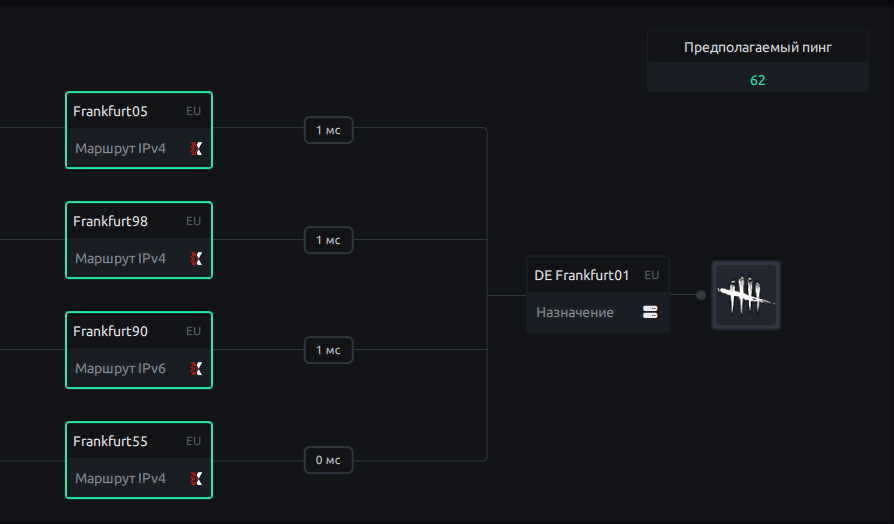 Предполагаемый пинг
62
Frankfurt05 EU
Маршрут IPv4
1 мс
Frankfurt98 EU
Маршрут IPv4
1 мс
DE Frankfurt01 EU
Назначение
Frankfurt90 EU
Маршрут IPv6
1 мс
Frankfurt55 EU
Маршрут IPv4
0 мс